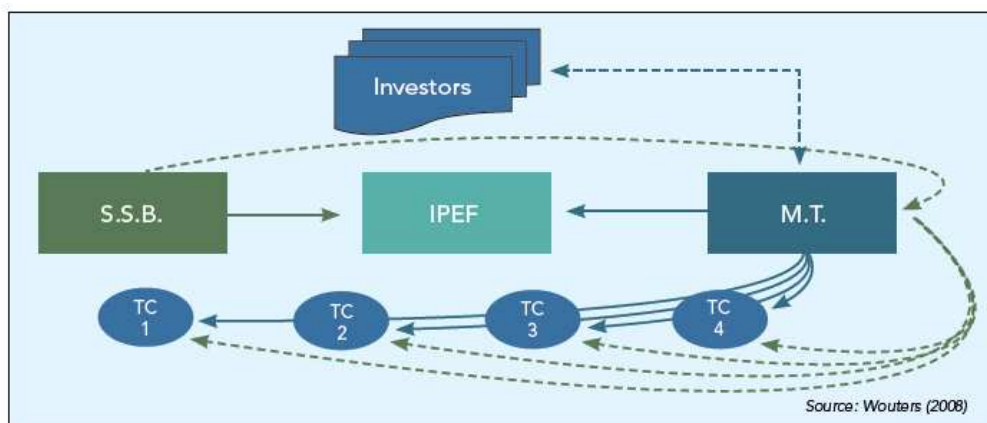 Investors
S.S.B.
IPEF
M.T.
TC
1
TC
2
TC
3
TC
4
Source: Wouters (2008)